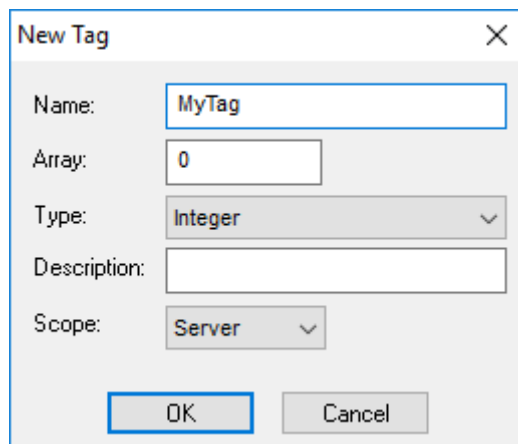 New Tag
Name: MyTag
Array: 0
Type: Integer
Description:
Scope: Server
OK Cancel